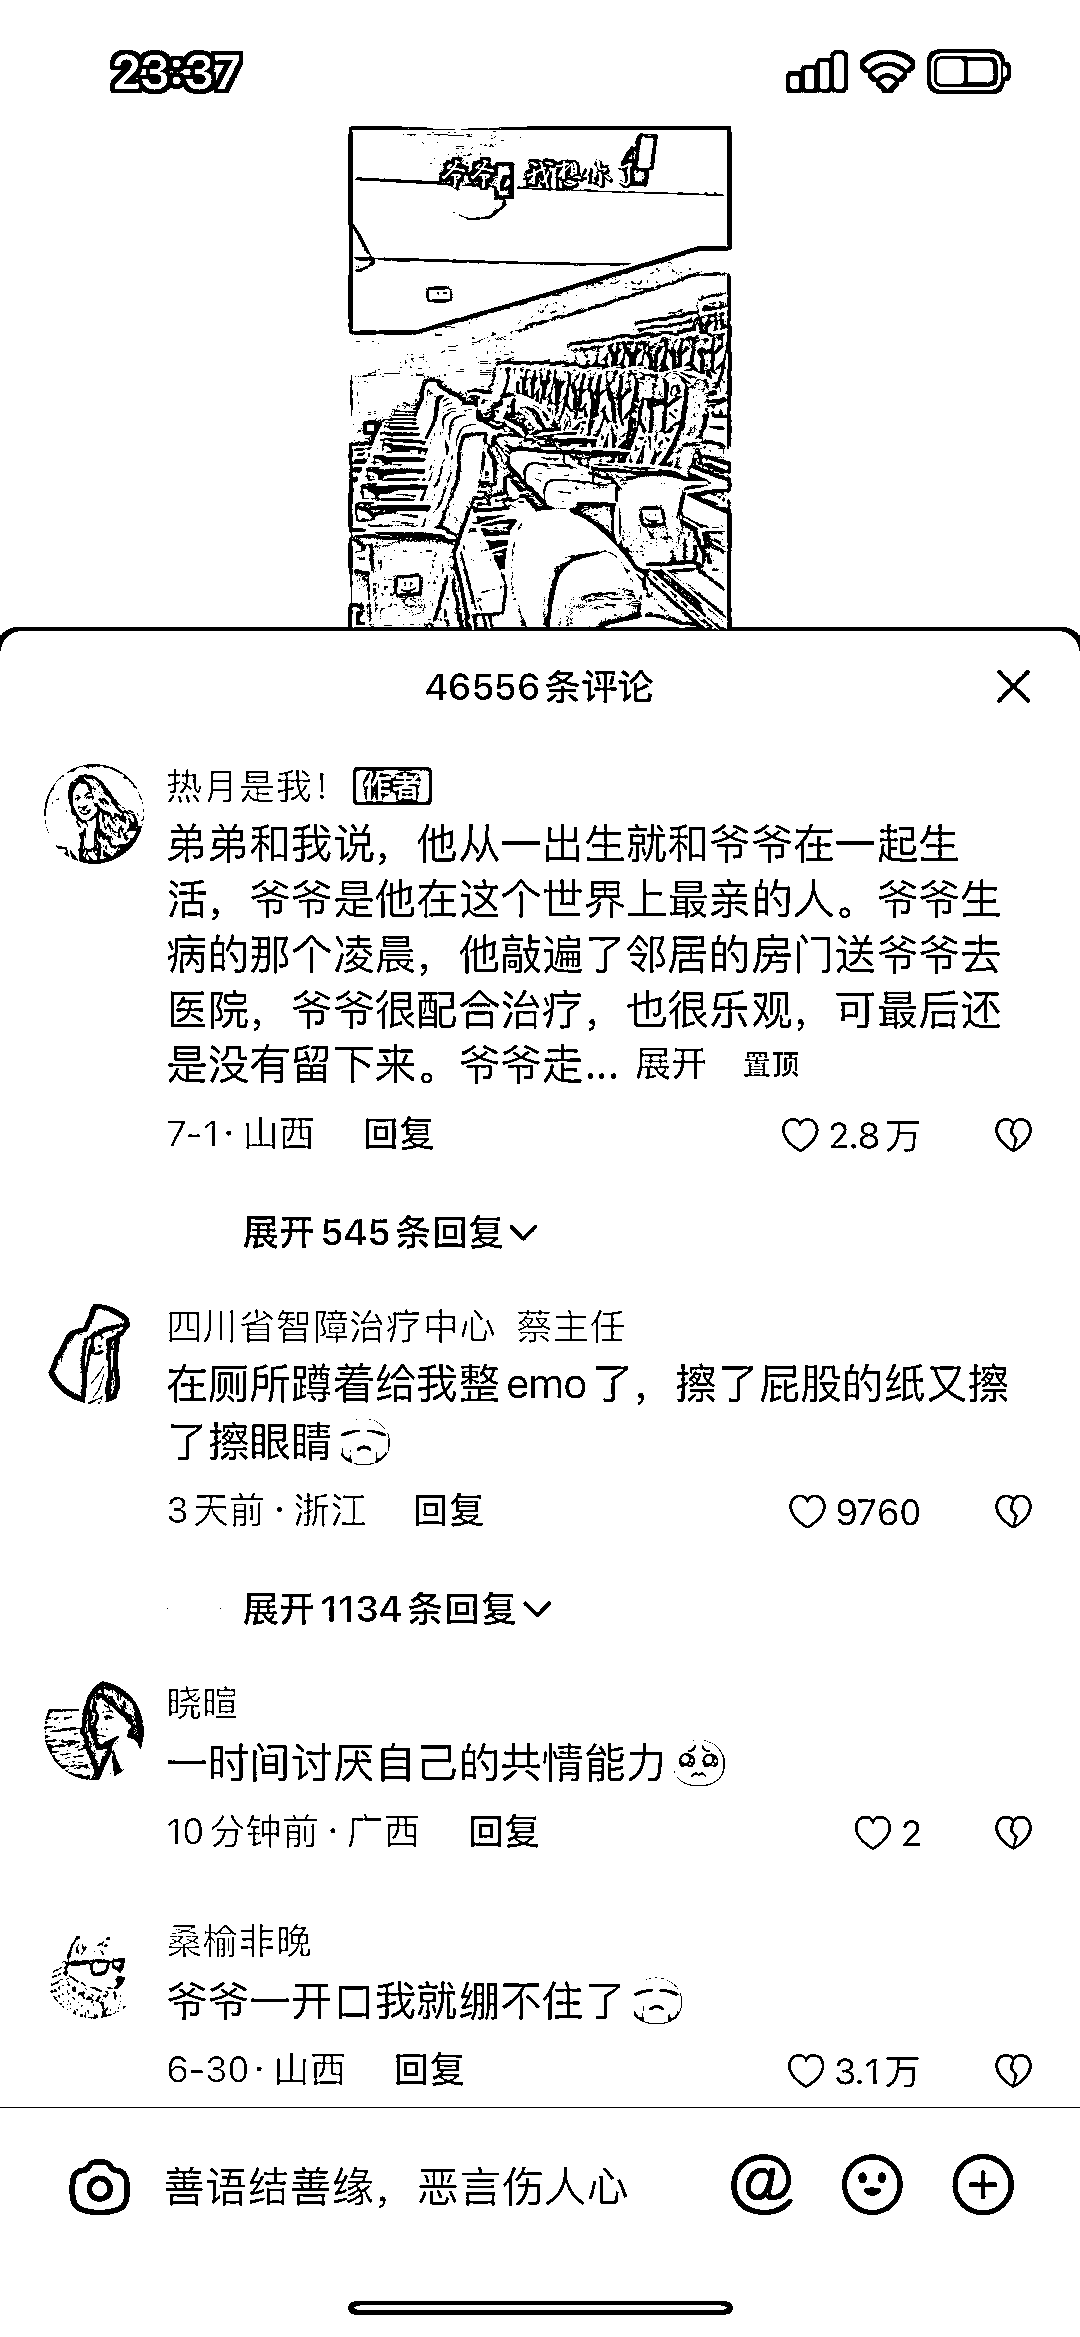 23:37
爷爷 我想你了
46556条评论
热月是我！ 作者
弟弟和我说，他从一出生就和爷爷在一起生
活，爷爷是他在这个世界上最亲的人。爷爷生
病的那个凌晨，他敲遍了邻居的房门送爷爷去
医院，爷爷很配合治疗，也很乐观，可最后还
是没有留下来。爷爷走... 展开 置顶
7-1·山西 回复 2.8万
展开545条回复
四川省智障治疗中心 蔡主任
在厕所蹲着给我整emo了，擦了屁股的纸又擦
了擦眼睛
3天前·浙江 回复 9760
展开1134条回复
晓暄
一时间讨厌自己的共情能力
10分钟前·广西 回复 2
桑榆非晚
爷爷一开口我就绷不住了
6-30·山西 回复 3.1万
善语结善缘，恶言伤人心